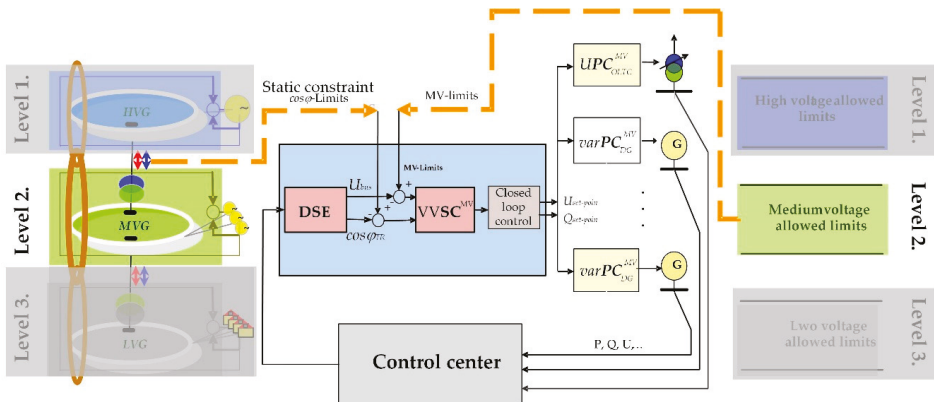 Level 1.
HVG
~
Level 2.
MVG
~
~
~
Level 3.
LVG
Static constraint
cosφ-Limits
MV-limits
MV-Limits
DSE
U_bus
cosφ_TR
+
+
+
+
VVSC^MV
Closed
loop
control
U_set-poin
Q_set-poin
UPC^MV_OLTC
varPC^MV_DG
G
varPC^MV_DG
G
P, Q, U,...
Control center
High voltage allowed
limits
Level 1.
Medium voltage
allowed limits
Level 2.
Lwo voltage
allowed limits
Level 3.